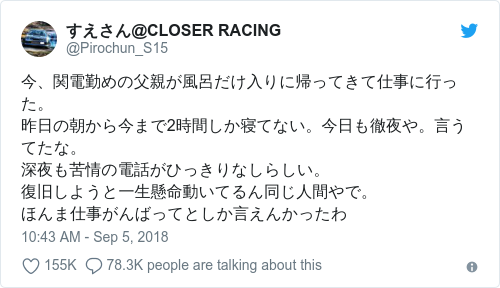 すえさん@CLOSER RACING
@Pirochun_S15
今、関電勤めの父親が風呂だけ入りに帰ってきて仕事に行っ
た。
昨日の朝から今まで2時間しか寝てない。今日も徹夜や。言う
てたな。
深夜も苦情の電話がひっきりなしらしい。
復旧しようと一生懸命動いてるん同じ人間やで。
ほんま仕事がんばってとしか言えんかったわ
10:43 AM - Sep 5, 2018
155K 78.3K people are talking about this